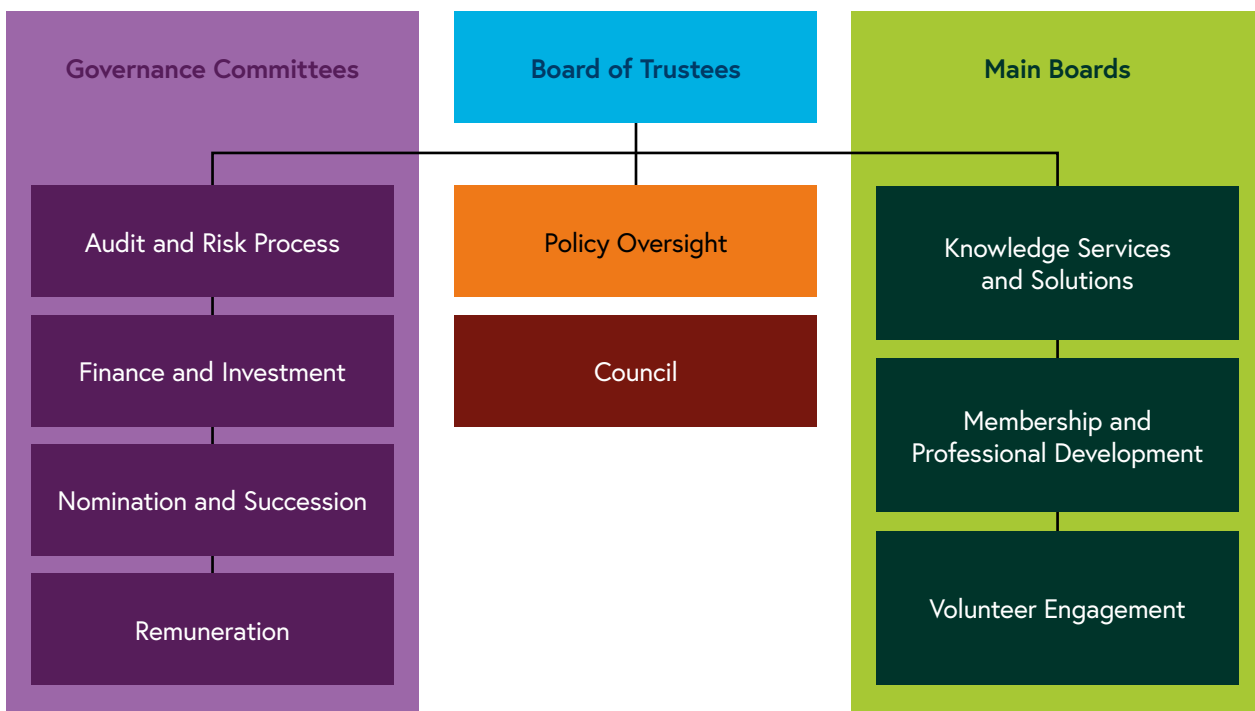 Governance Committees
Audit and Risk Process
Finance and Investment
Nomination and Succession
Remuneration
Board of Trustees
Policy Oversight
Council
Main Boards
Knowledge Services
and Solutions
Membership and
Professional Development
Volunteer Engagement